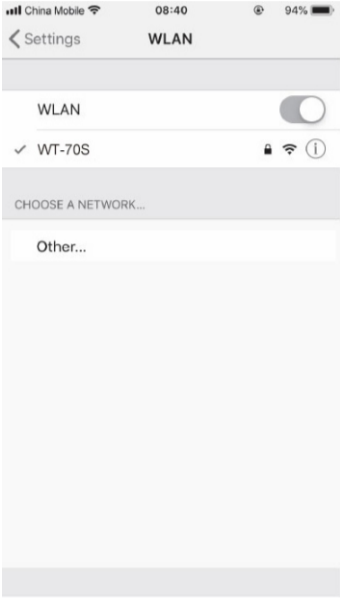 China Mobile 08:40 94%
Settings WLAN
WLAN
WT-70S
CHOOSE A NETWORK...
Other...